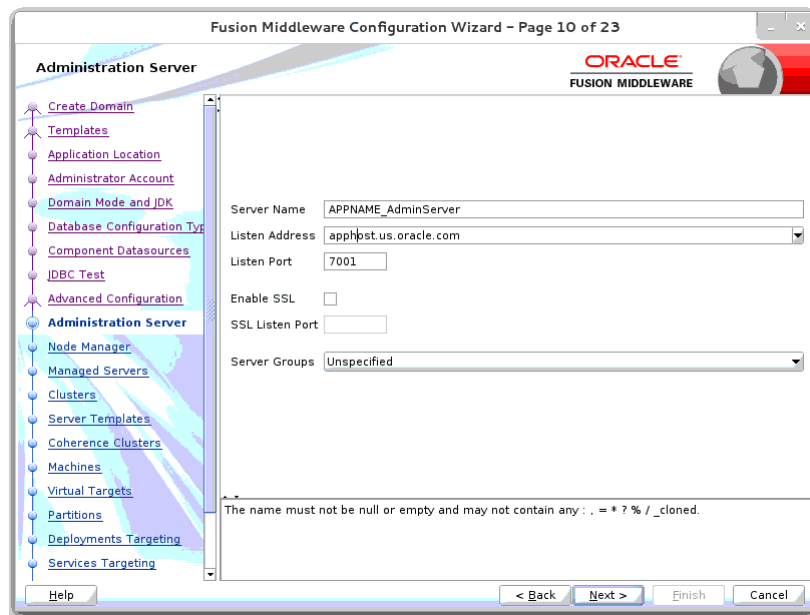 Fusion Middleware Configuration Wizard – Page 10 of 23
Administration Server
ORACLE
FUSION MIDDLEWARE
Create Domain
Templates
Application Location
Administrator Account
Domain Mode and JDK
Database Configuration Typ
Component Datasources
JDBC Test
Advanced Configuration
Administration Server
Node Manager
Managed Servers
Clusters
Server Templates
Coherence Clusters
Machines
Virtual Targets
Partitions
Deployments Targeting
Services Targeting
Server Name APPNAME_AdminServer
Listen Address apphost.us.oracle.com
Listen Port 7001
Enable SSL
SSL Listen Port
Server Groups Unspecified
The name must not be null or empty and may not contain any : , = * ? % / _cloned.
Help < Back Next > Finish Cancel